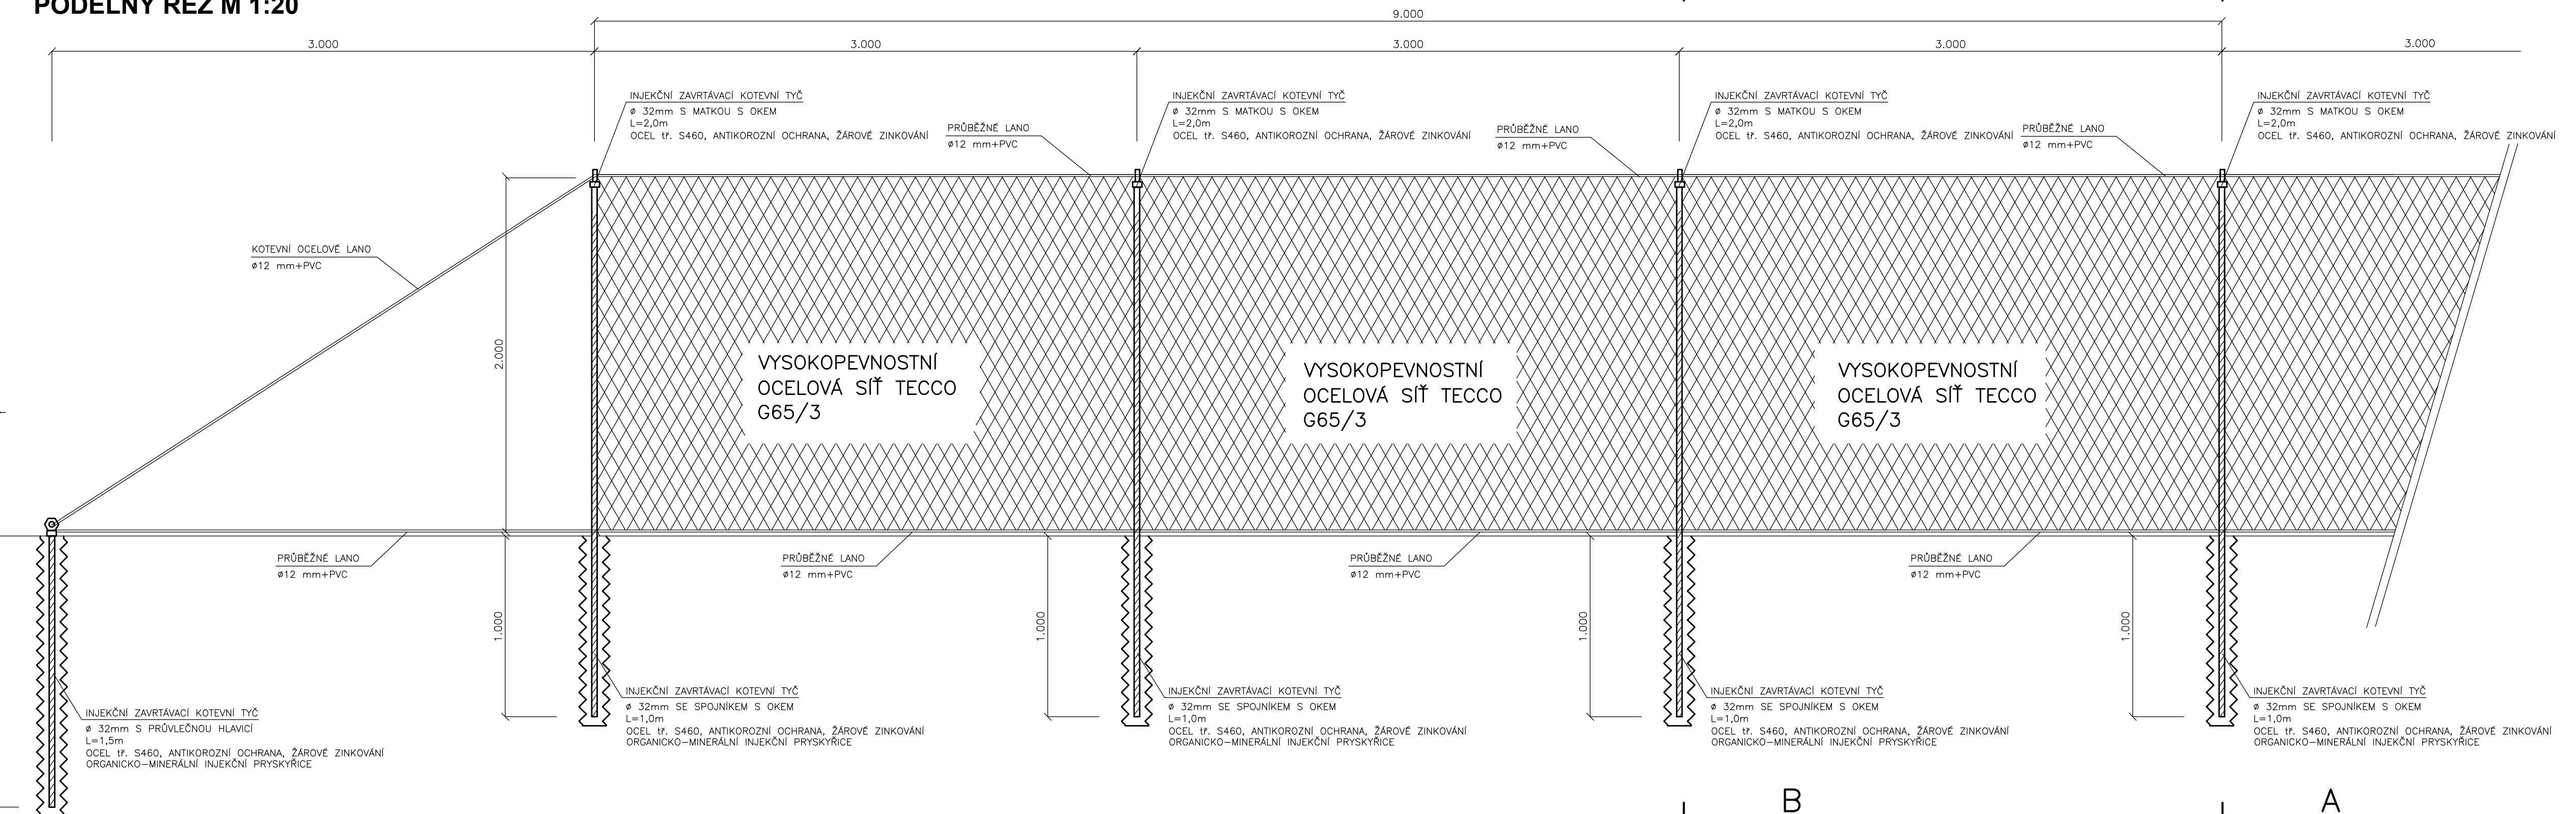 PODÉLNÝ ŘEZ M 1:20
9.000
3.000
3.000
3.000
3.000
3.000
INJEKČNÍ ZAVRTÁVACÍ KOTEVNÍ TYČ
ø 32mm S MATKOU S OKEM
L=2,0m
OCEL tř. S460, ANTIKOROZNÍ OCHRANA, ŽÁROVÉ ZINKOVÁNÍ
PRŮBĚŽNÉ LANO
ø12 mm+PVC
INJEKČNÍ ZAVRTÁVACÍ KOTEVNÍ TYČ
ø 32mm S MATKOU S OKEM
L=2,0m
OCEL tř. S460, ANTIKOROZNÍ OCHRANA, ŽÁROVÉ ZINKOVÁNÍ
PRŮBĚŽNÉ LANO
ø12 mm+PVC
INJEKČNÍ ZAVRTÁVACÍ KOTEVNÍ TYČ
ø 32mm S MATKOU S OKEM
L=2,0m
OCEL tř. S460, ANTIKOROZNÍ OCHRANA, ŽÁROVÉ ZINKOVÁNÍ
PRŮBĚŽNÉ LANO
ø12 mm+PVC
INJEKČNÍ ZAVRTÁVACÍ KOTEVNÍ TYČ
ø 32mm S MATKOU S OKEM
L=2,0m
OCEL tř. S460, ANTIKOROZNÍ OCHRANA, ŽÁROVÉ ZINKOVÁNÍ
KOTEVNÍ OCELOVÉ LANO
ø12 mm+PVC
2.000
VYSOKOPEVNOSTNÍ
OCELOVÁ SÍŤ TECCO
G65/3
VYSOKOPEVNOSTNÍ
OCELOVÁ SÍŤ TECCO
G65/3
VYSOKOPEVNOSTNÍ
OCELOVÁ SÍŤ TECCO
G65/3
PRŮBĚŽNÉ LANO
ø12 mm+PVC
PRŮBĚŽNÉ LANO
ø12 mm+PVC
PRŮBĚŽNÉ LANO
ø12 mm+PVC
PRŮBĚŽNÉ LANO
ø12 mm+PVC
1.000
1.000
1.000
1.000
INJEKČNÍ ZAVRTÁVACÍ KOTEVNÍ TYČ
ø 32mm S PRŮVLEČNOU HLAVICÍ
L=1,5m
OCEL tř. S460, ANTIKOROZNÍ OCHRANA, ŽÁROVÉ ZINKOVÁNÍ
ORGANICKO–MINERÁLNÍ INJEKČNÍ PRYSKYŘICE
INJEKČNÍ ZAVRTÁVACÍ KOTEVNÍ TYČ
ø 32mm SE SPOJNÍKEM S OKEM
L=1,0m
OCEL tř. S460, ANTIKOROZNÍ OCHRANA, ŽÁROVÉ ZINKOVÁNÍ
ORGANICKO–MINERÁLNÍ INJEKČNÍ PRYSKYŘICE
INJEKČNÍ ZAVRTÁVACÍ KOTEVNÍ TYČ
ø 32mm SE SPOJNÍKEM S OKEM
L=1,0m
OCEL tř. S460, ANTIKOROZNÍ OCHRANA, ŽÁROVÉ ZINKOVÁNÍ
ORGANICKO–MINERÁLNÍ INJEKČNÍ PRYSKYŘICE
INJEKČNÍ ZAVRTÁVACÍ KOTEVNÍ TYČ
ø 32mm SE SPOJNÍKEM S OKEM
L=1,0m
OCEL tř. S460, ANTIKOROZNÍ OCHRANA, ŽÁROVÉ ZINKOVÁNÍ
ORGANICKO–MINERÁLNÍ INJEKČNÍ PRYSKYŘICE
INJEKČNÍ ZAVRTÁVACÍ KOTEVNÍ TYČ
ø 32mm SE SPOJNÍKEM S OKEM
L=1,0m
OCEL tř. S460, ANTIKOROZNÍ OCHRANA, ŽÁROVÉ ZINKOVÁNÍ
ORGANICKO–MINERÁLNÍ INJEKČNÍ PRYSKYŘICE
B
A